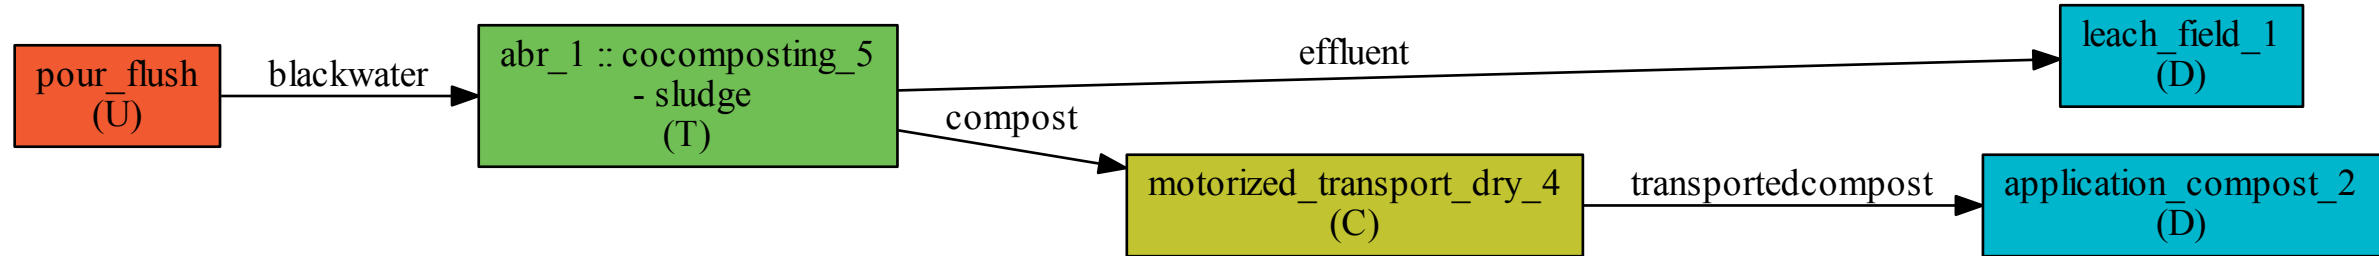 pour_flush
(U)
blackwater
abr_1 :: cocomposting_5
- sludge
(T)
effluent
leach_field_1
(D)
compost
motorized_transport_dry_4
(C)
transportedcompost
application_compost_2
(D)